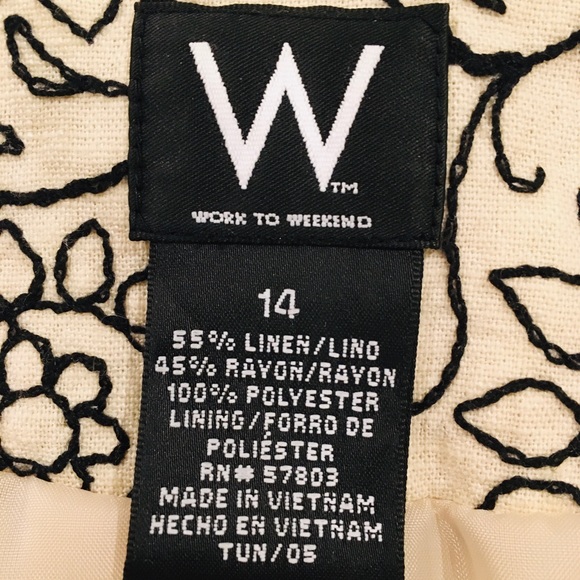 W™
WORK TO WEEKEND
14
55% LINEN/LINO
45% RAYON/RAYON
100% POLYESTER
LINING/FORRO DE
POLIÉSTER
RN# 57803
MADE IN VIETNAM
HECHO EN VIETNAM
TUN/05